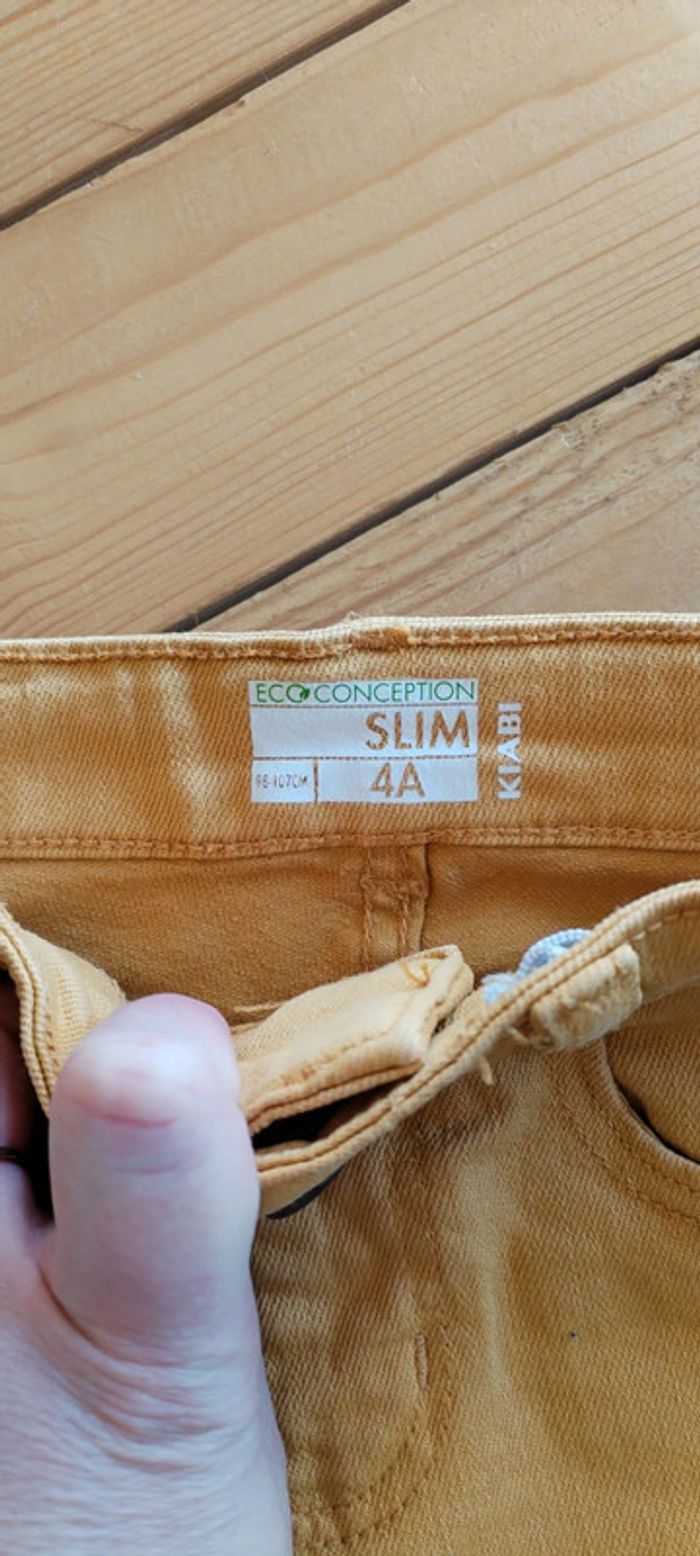 ECO CONCEPTION
SLIM
98-107CM 4A
KIABI